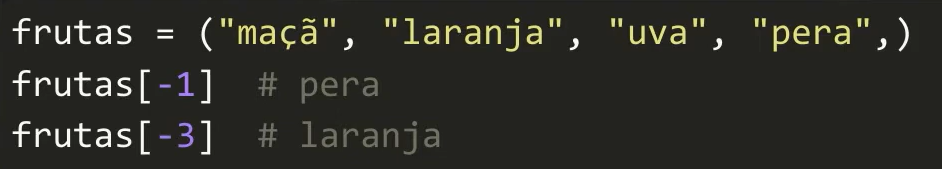 frutas = ("maçã", "laranja", "uva", "pera",)
frutas[-1]  # pera
frutas[-3]  # laranja